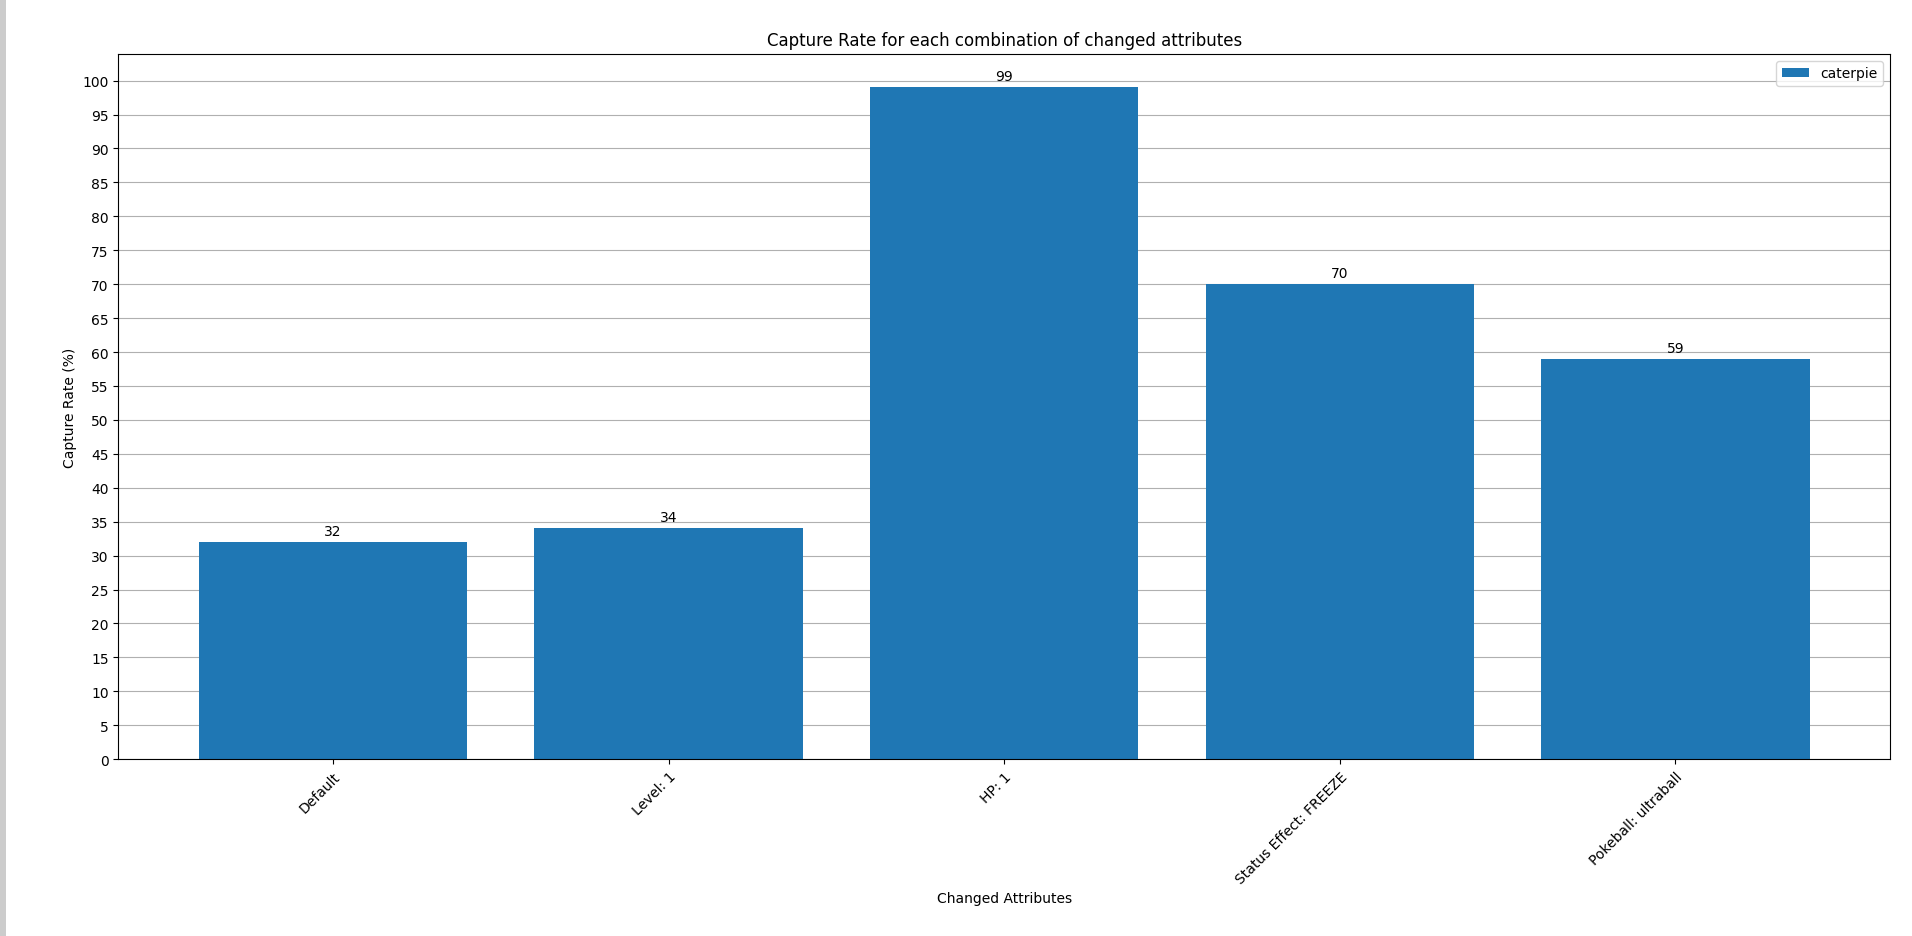 Capture Rate for each combination of changed attributes
caterpie
Capture Rate (%)
100
95
90
85
80
75
70
65
60
55
50
45
40
35
30
25
20
15
10
5
0
32
34
99
70
59
Default
Level: 1
HP: 1
Status Effect: FREEZE
Pokeball: ultraball
Changed Attributes